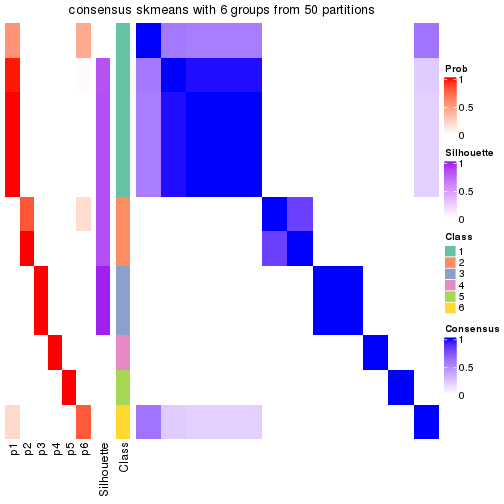 consensus skmeans with 6 groups from 50 partitions
Prob
1
0.5
0
Silhouette
1
0.5
0
Class
1
2
3
4
5
6
Consensus
1
0.5
0
p1
p2
p3
p4
p5
p6
Silhouette
Class